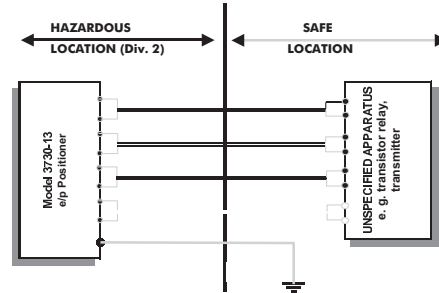 HAZARDOUS
LOCATION (Div. 2)
SAFE
LOCATION
Model 3730-13
e/p Positioner
UNSPECIFIED APPARATUS
e. g. transistor relay,
transmitter